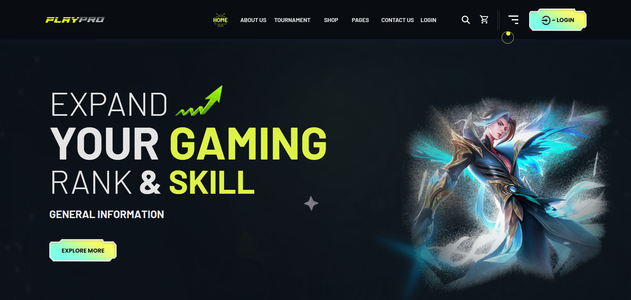 PLAYPRO
HOME ABOUT US TOURNAMENT SHOP PAGES CONTACT US LOGIN
~ LOGIN
EXPAND
YOUR GAMING
RANK & SKILL
GENERAL INFORMATION
EXPLORE MORE